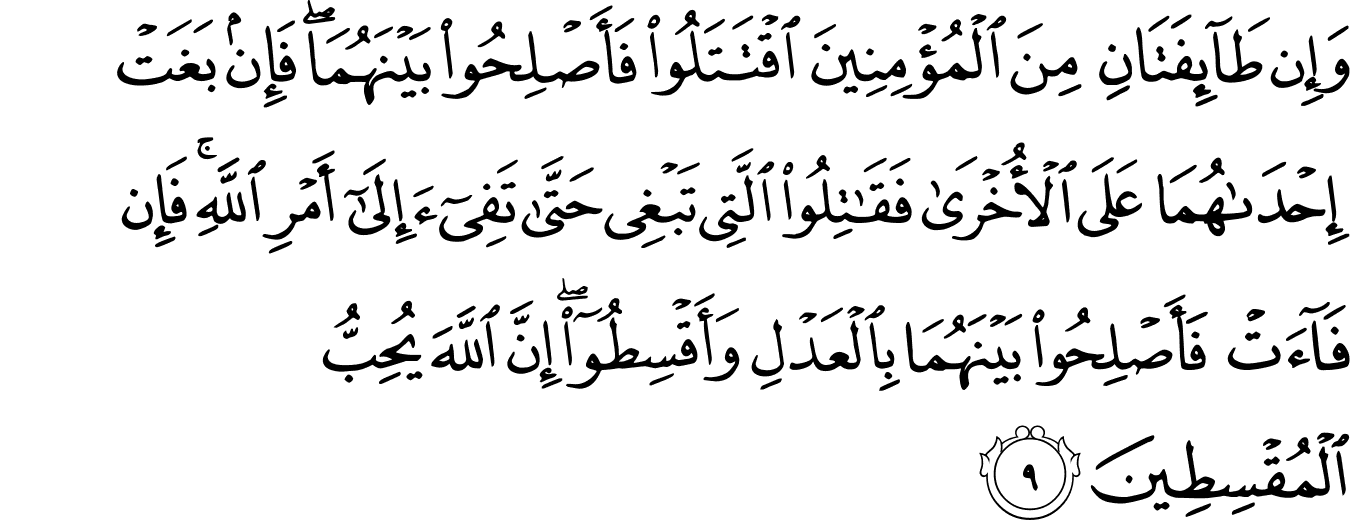 وَإِن طَآئِفَتَانِ مِنَ ٱلْمُؤْمِنِينَ ٱقْتَتَلُوا۟ فَأَصْلِحُوا۟ بَيْنَهُمَا ۖ فَإِنۢ بَغَتْ
إِحْدَىٰهُمَا عَلَى ٱلْأُخْرَىٰ فَقَـٰتِلُوا۟ ٱلَّتِى تَبْغِى حَتَّىٰ تَفِىٓءَ إِلَىٰٓ أَمْرِ ٱللَّهِ ۚ فَإِن
فَآءَتْ فَأَصْلِحُوا۟ بَيْنَهُمَا بِٱلْعَدْلِ وَأَقْسِطُوٓا۟ ۖ إِنَّ ٱللَّهَ يُحِبُّ
ٱلْمُقْسِطِينَ ٩